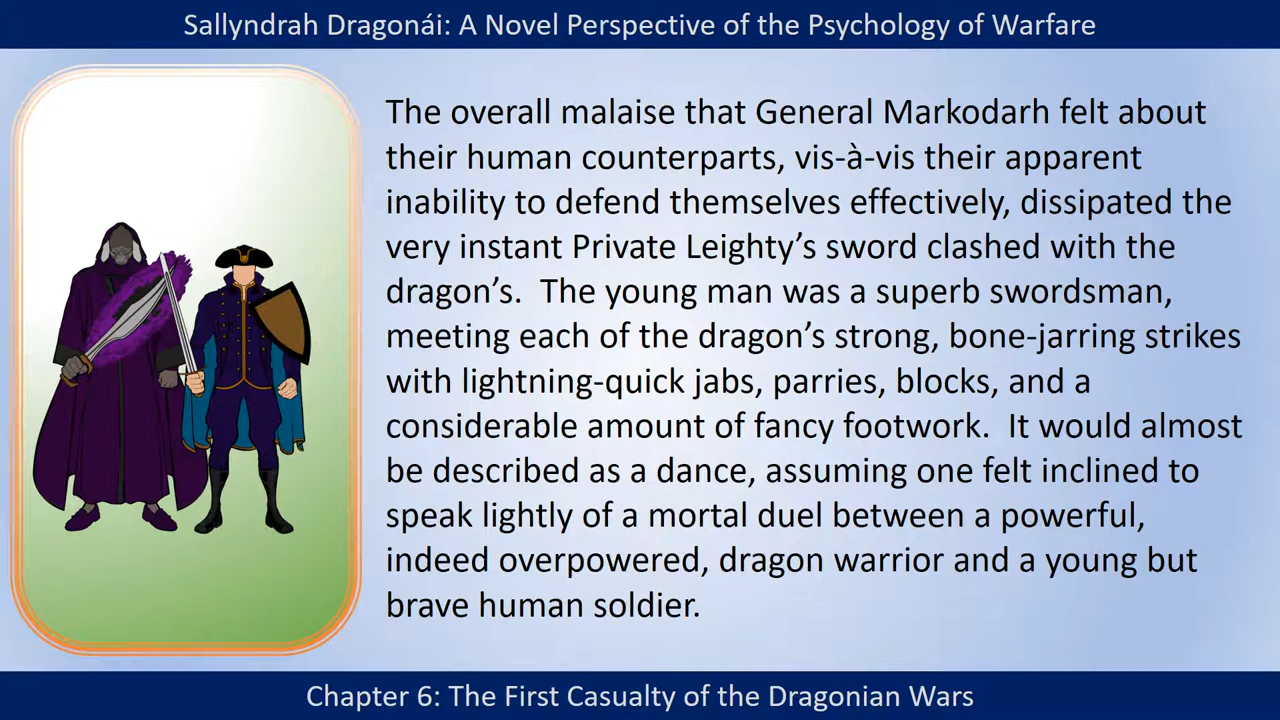 Sallyndrah Dragonái: A Novel Perspective of the Psychology of Warfare
The overall malaise that General Markodarh felt about
their human counterparts, vis-à-vis their apparent
inability to defend themselves effectively, dissipated the
very instant Private Leighty’s sword clashed with the
dragon’s.  The young man was a superb swordsman,
meeting each of the dragon’s strong, bone-jarring strikes
with lightning-quick jabs, parries, blocks, and a
considerable amount of fancy footwork.  It would almost
be described as a dance, assuming one felt inclined to
speak lightly of a mortal duel between a powerful,
indeed overpowered, dragon warrior and a young but
brave human soldier.
Chapter 6: The First Casualty of the Dragonian Wars